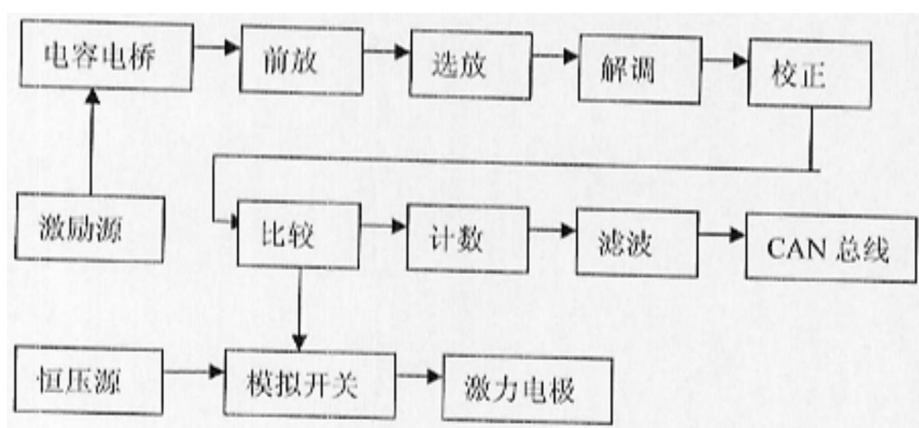 电容电桥 前放 选放 解调 校正
激励源 比较 计数 滤波 CAN 总线
恒压源 模拟开关 激力电极